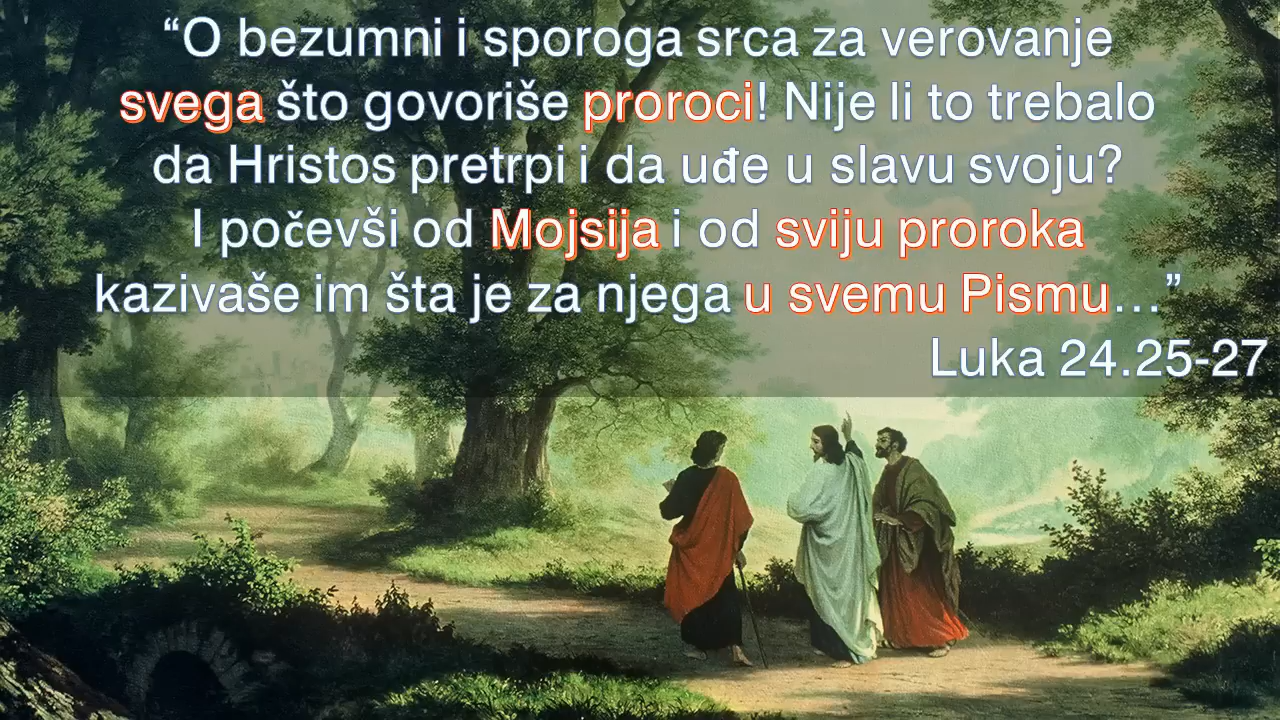 “O bezumni i sporoga srca za verovanje
svega što govoriše proroci! Nije li to trebalo
da Hristos pretrpi i da uđe u slavu svoju?
I počevši od Mojsija i od sviju proroka
kazivaše im šta je za njega u svemu Pismu…”
Luka 24.25-27